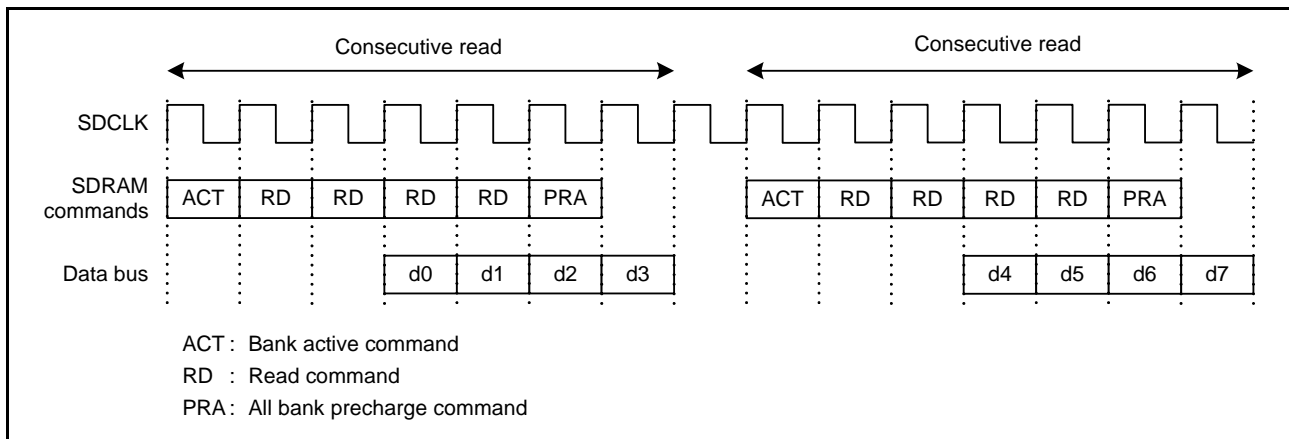 Consecutive read Consecutive read
SDCLK
SDRAM
commands
ACT RD RD RD RD PRA ACT RD RD RD RD PRA
Data bus d0 d1 d2 d3 d4 d5 d6 d7
ACT : Bank active command
RD : Read command
PRA : All bank precharge command